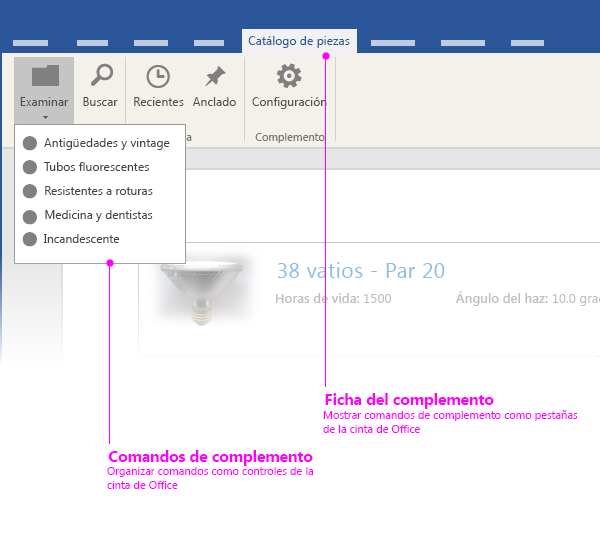 Catálogo de piezas
Examinar
Buscar
Recientes
Anclado
Configuración
a
Complemento
Antigüedades y vintage
Tubos fluorescentes
Resistentes a roturas
Medicina y dentistas
Incandescente
38 vatios - Par 20
Horas de vida: 1500
Ángulo del haz: 10.0 grac
Ficha del complemento
Mostrar comandos de complemento como pestañas
de la cinta de Office
Comandos de complemento
Organizar comandos como controles de la
cinta de Office